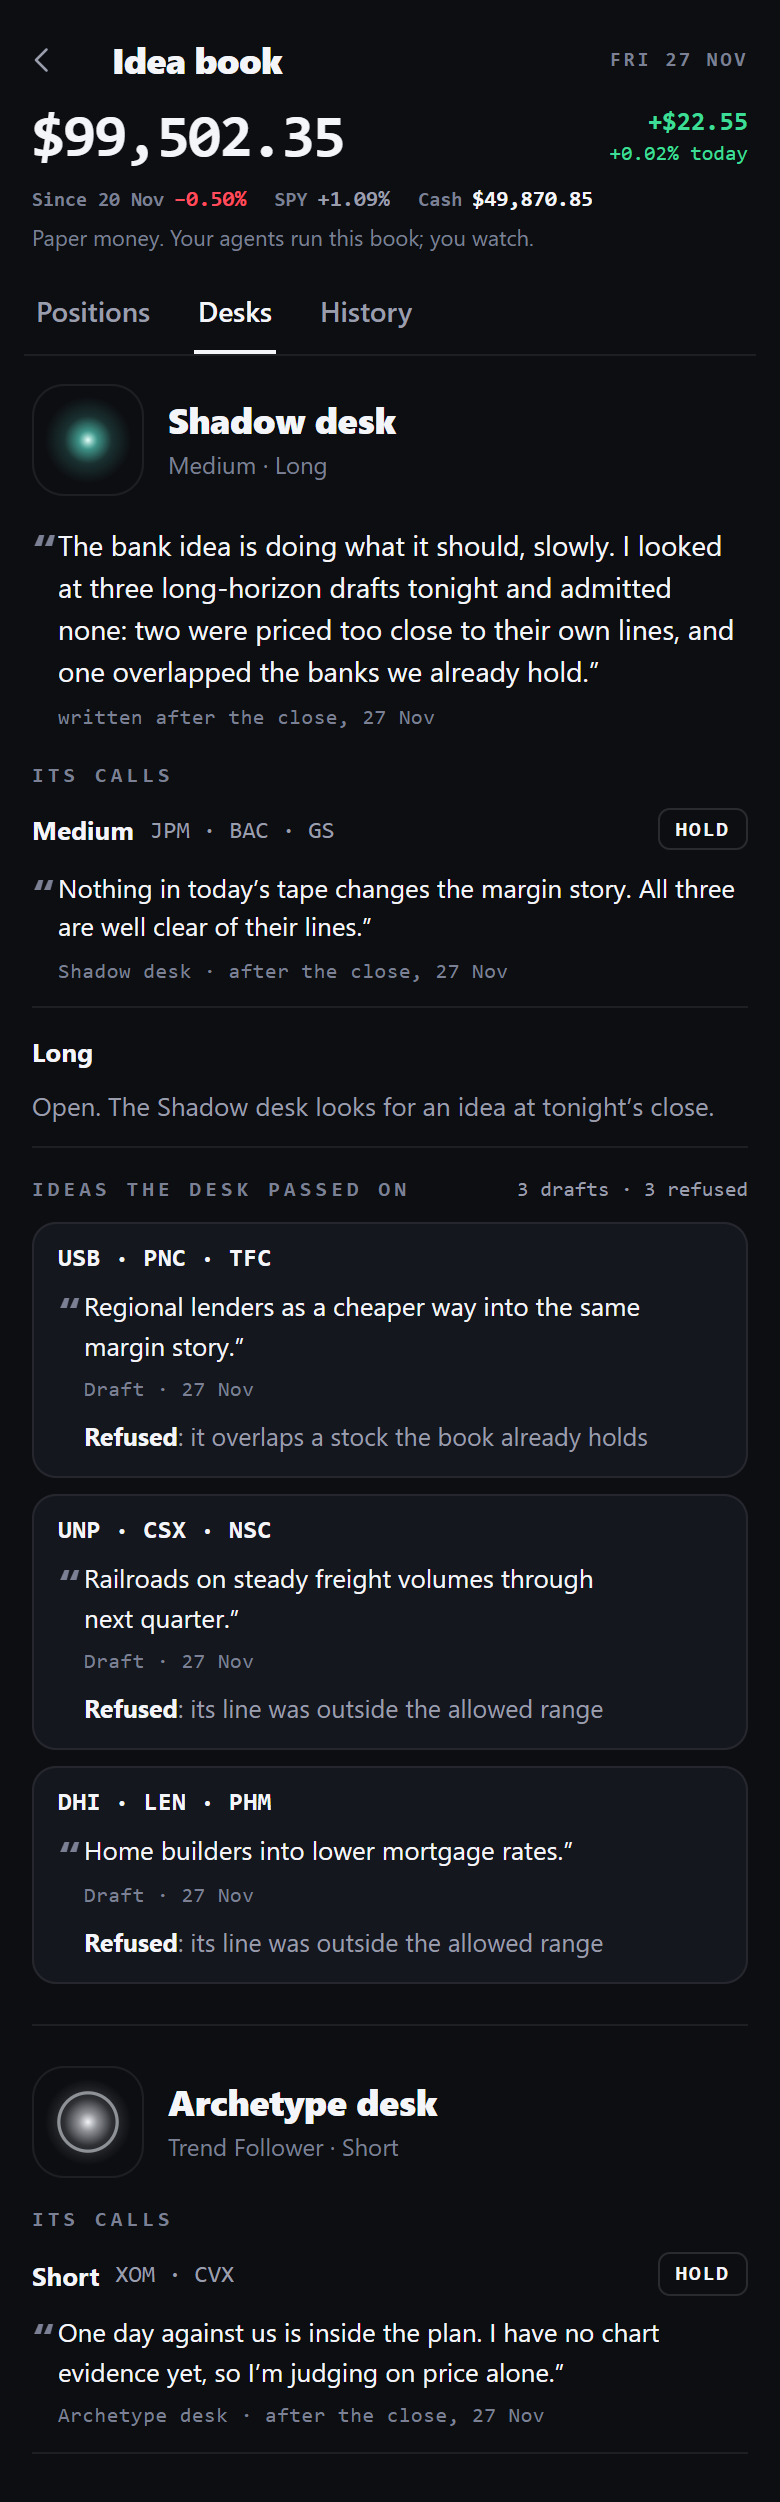 Idea book
FRI 27 NOV
$99,502.35
+$22.55
+0.02% today
Since 20 Nov −0.50% SPY +1.09% Cash $49,870.85
Paper money. Your agents run this book; you watch.
Positions Desks History
Shadow desk
Medium · Long
“The bank idea is doing what it should, slowly. I looked
at three long-horizon drafts tonight and admitted
none: two were priced too close to their own lines, and
one overlapped the banks we already hold.”
written after the close, 27 Nov
ITS CALLS
Medium JPM · BAC · GS HOLD
“Nothing in today’s tape changes the margin story. All three
are well clear of their lines.”
Shadow desk · after the close, 27 Nov
Long
Open. The Shadow desk looks for an idea at tonight’s close.
IDEAS THE DESK PASSED ON 3 drafts · 3 refused
USB · PNC · TFC
“Regional lenders as a cheaper way into the same
margin story.”
Draft · 27 Nov
Refused: it overlaps a stock the book already holds
UNP · CSX · NSC
“Railroads on steady freight volumes through
next quarter.”
Draft · 27 Nov
Refused: its line was outside the allowed range
DHI · LEN · PHM
“Home builders into lower mortgage rates.”
Draft · 27 Nov
Refused: its line was outside the allowed range
Archetype desk
Trend Follower · Short
ITS CALLS
Short XOM · CVX HOLD
“One day against us is inside the plan. I have no chart
evidence yet, so I’m judging on price alone.”
Archetype desk · after the close, 27 Nov